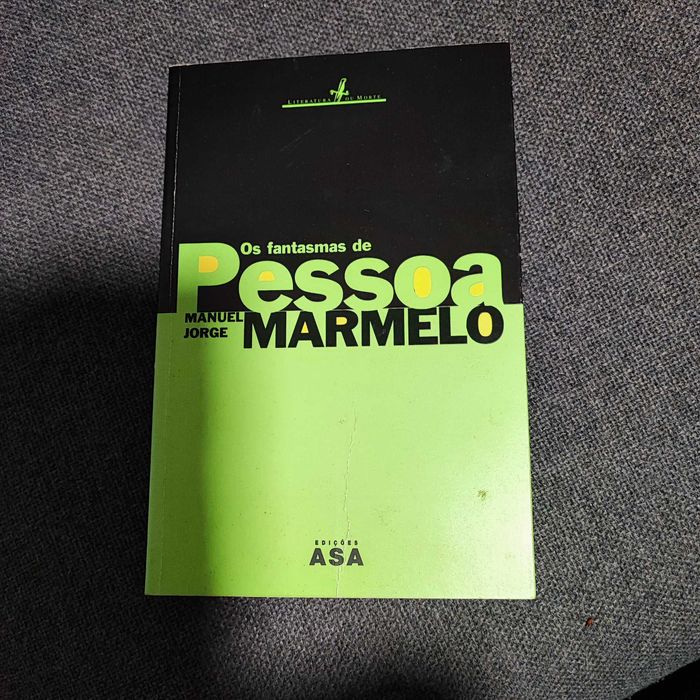 LITERATURA OU MORTE
Os fantasmas de
Pessoa
MANUEL
JORGE
MARMELO
EDIÇÕES
ASA